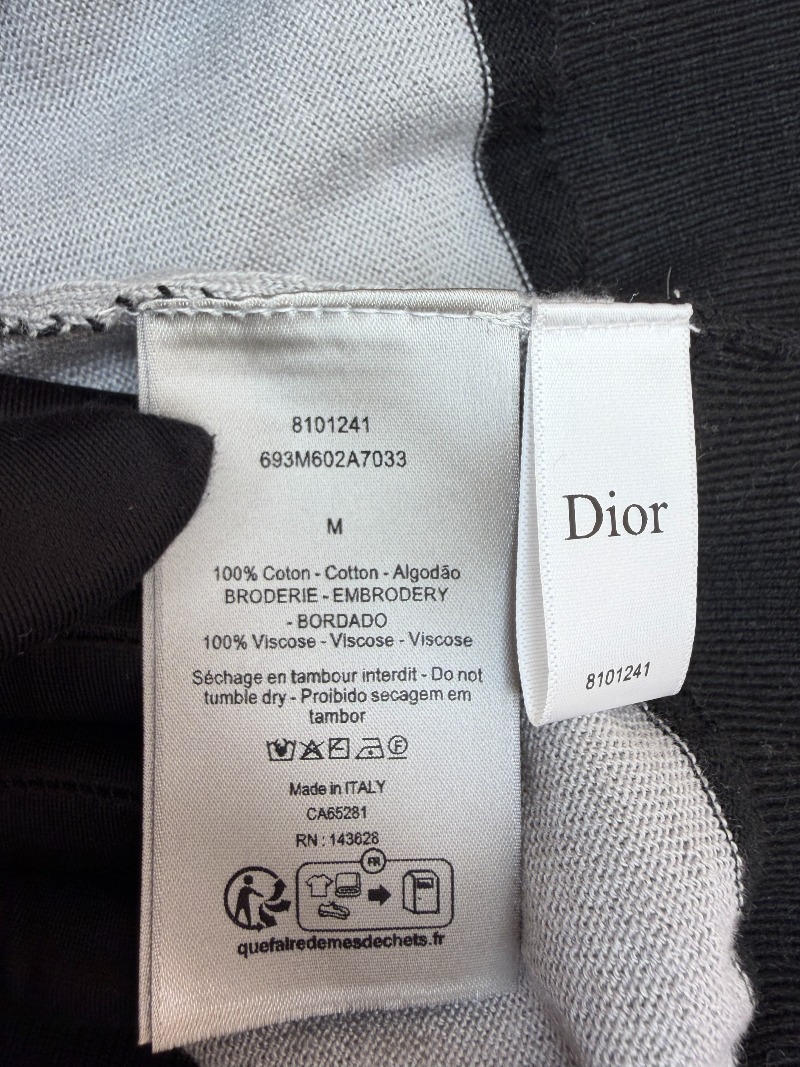 8101241
693M602A7033
M
100% Coton - Cotton - Algodão
BRODERIE - EMBRODERY
- BORDADO
100% Viscose - Viscose - Viscose
Séchage en tambour interdit - Do not
tumble dry - Proibido secagem em
tambor
F
Made in ITALY
CA65281
RN : 143628
FR
quefairedemesdechets.fr
Dior
8101241